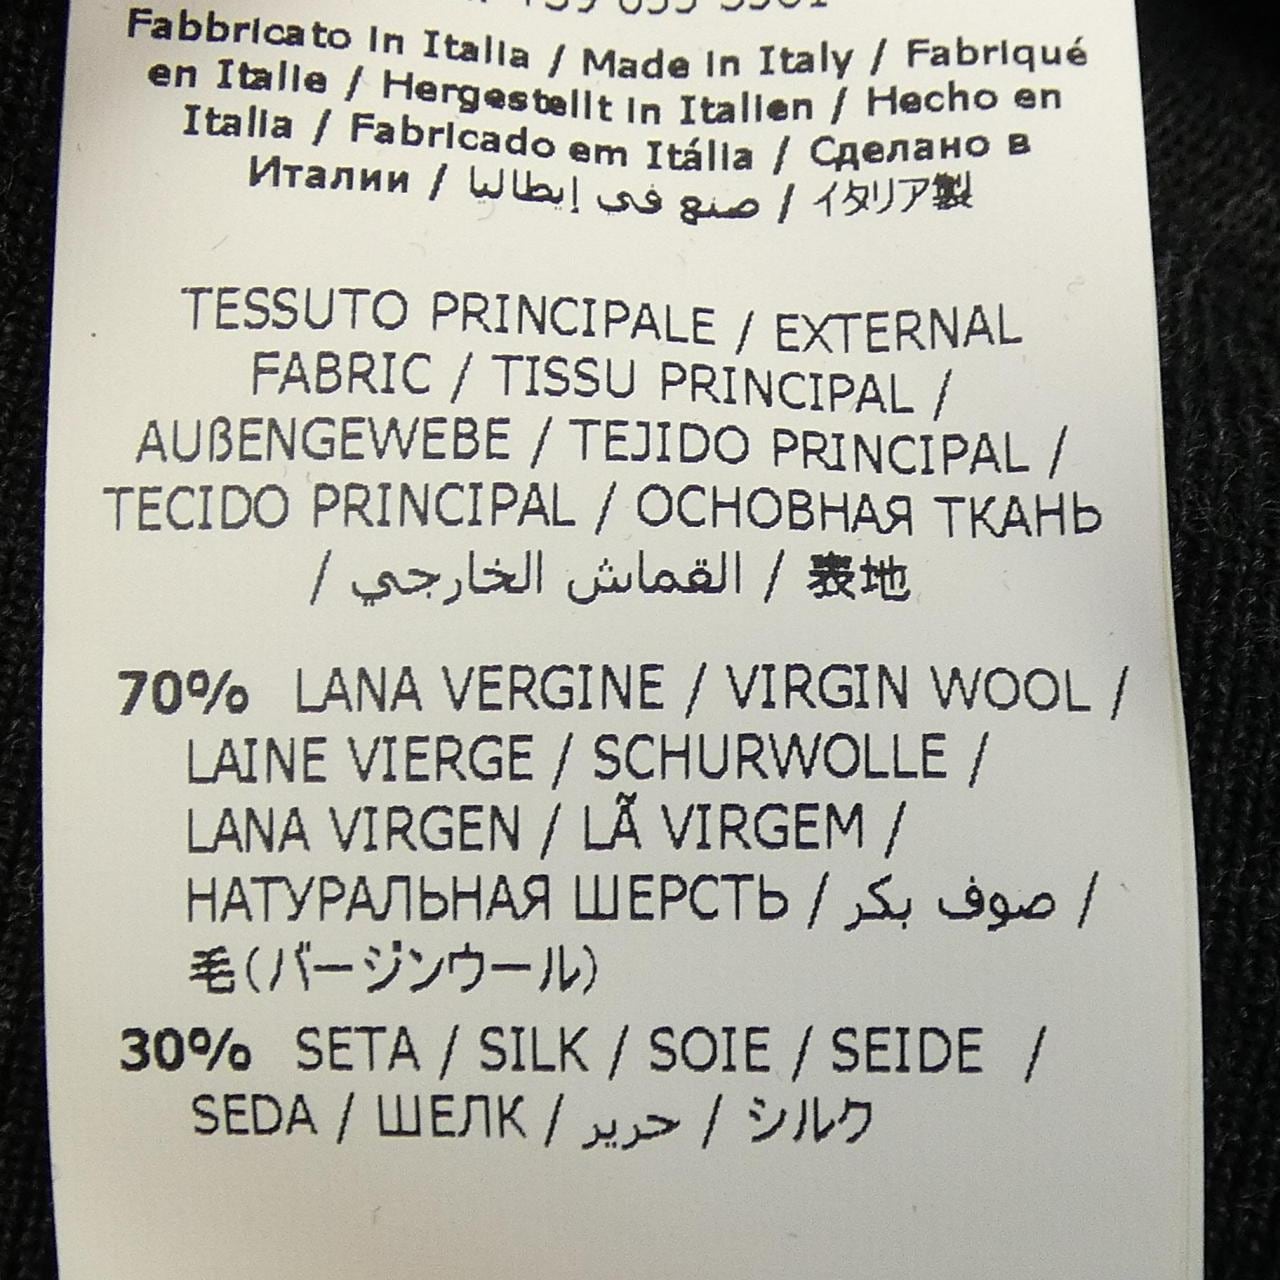 Fabbricato in Italia / Made in Italy / Fabriqué
en Italie / Hergestellt in Italien / Hecho en
Italia / Fabricado em Itália / Сделано в
Италии / صنع في إيطاليا / イタリア製
TESSUTO PRINCIPALE / EXTERNAL
FABRIC / TISSU PRINCIPAL /
AUßENGEWEBE / TEJIDO PRINCIPAL /
TECIDO PRINCIPAL / ОСНОВНАЯ ТКАНЬ
/ القماش الخارجي / 表地
70% LANA VERGINE / VIRGIN WOOL /
LAINE VIERGE / SCHURWOLLE /
LANA VIRGEN / LÃ VIRGEM /
НАТУРАЛЬНАЯ ШЕРСТЬ / صوف بكر /
毛(バージンウール)
30% SETA / SILK / SOIE / SEIDE /
SEDA / ШЕЛК / حرير / シルク